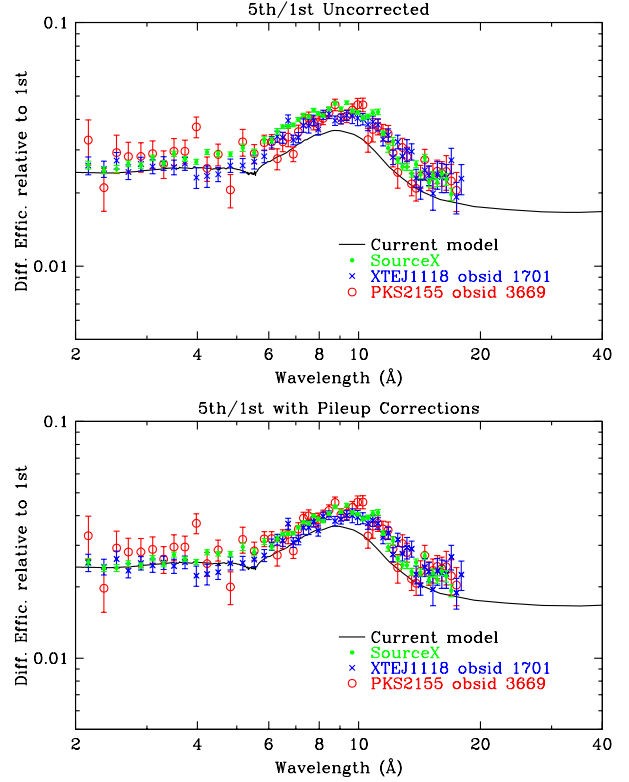 5th/1st Uncorrected
0.1
0.01
Diff. Effic. relative to 1st
Current model
SourceX
XTEJ1118 obsid 1701
PKS2155 obsid 3669
2 4 6 8 10 20 40
Wavelength (Å)
5th/1st with Pileup Corrections
0.1
0.01
Diff. Effic. relative to 1st
Current model
SourceX
XTEJ1118 obsid 1701
PKS2155 obsid 3669
2 4 6 8 10 20 40
Wavelength (Å)